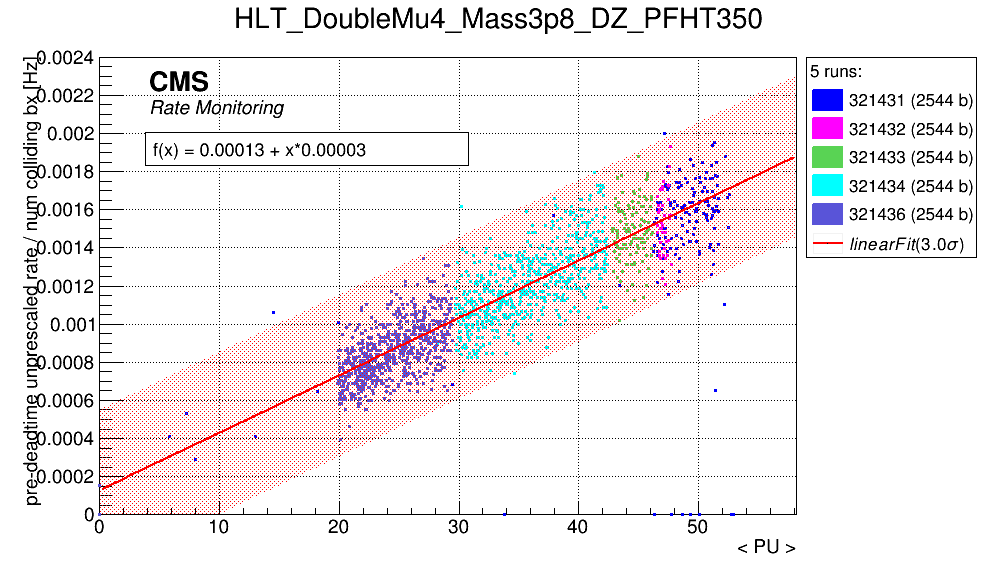 HLT_DoubleMu4_Mass3p8_DZ_PFHT350
pre-deadtime unprescaled rate / num colliding bx [Hz]
0.0024
0.0022
0.002
0.0018
0.0016
0.0014
0.0012
0.001
0.0008
0.0006
0.0004
0.0002
0
CMS
Rate Monitoring
f(x) = 0.00013 + x*0.00003
0 10 20 30 40 50
< PU >
5 runs:
321431 (2544 b)
321432 (2544 b)
321433 (2544 b)
321434 (2544 b)
321436 (2544 b)
linearFit(3.0σ)